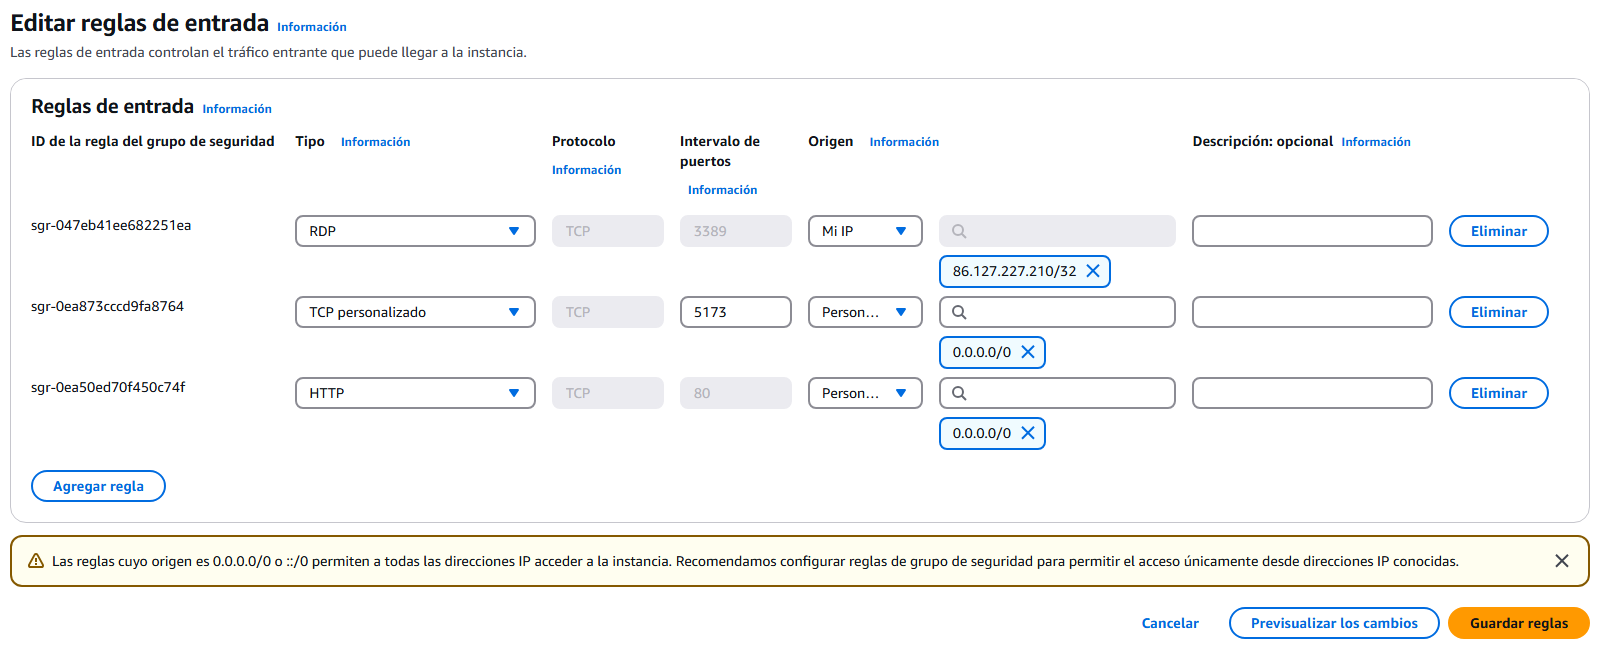 Editar reglas de entrada Información
Las reglas de entrada controlan el tráfico entrante que puede llegar a la instancia.
Reglas de entrada Información
ID de la regla del grupo de seguridad Tipo Información Protocolo Información Intervalo de puertos Información Origen Información Descripción: opcional Información
sgr-047eb41ee682251ea RDP TCP 3389 Mi IP Eliminar
86.127.227.210/32
sgr-0ea873cccd9fa8764 TCP personalizado TCP 5173 Person... Eliminar
0.0.0.0/0
sgr-0ea50ed70f450c74f HTTP TCP 80 Person... Eliminar
0.0.0.0/0
Agregar regla
Las reglas cuyo origen es 0.0.0.0/0 o ::/0 permiten a todas las direcciones IP acceder a la instancia. Recomendamos configurar reglas de grupo de seguridad para permitir el acceso únicamente desde direcciones IP conocidas.
Cancelar Previsualizar los cambios Guardar reglas